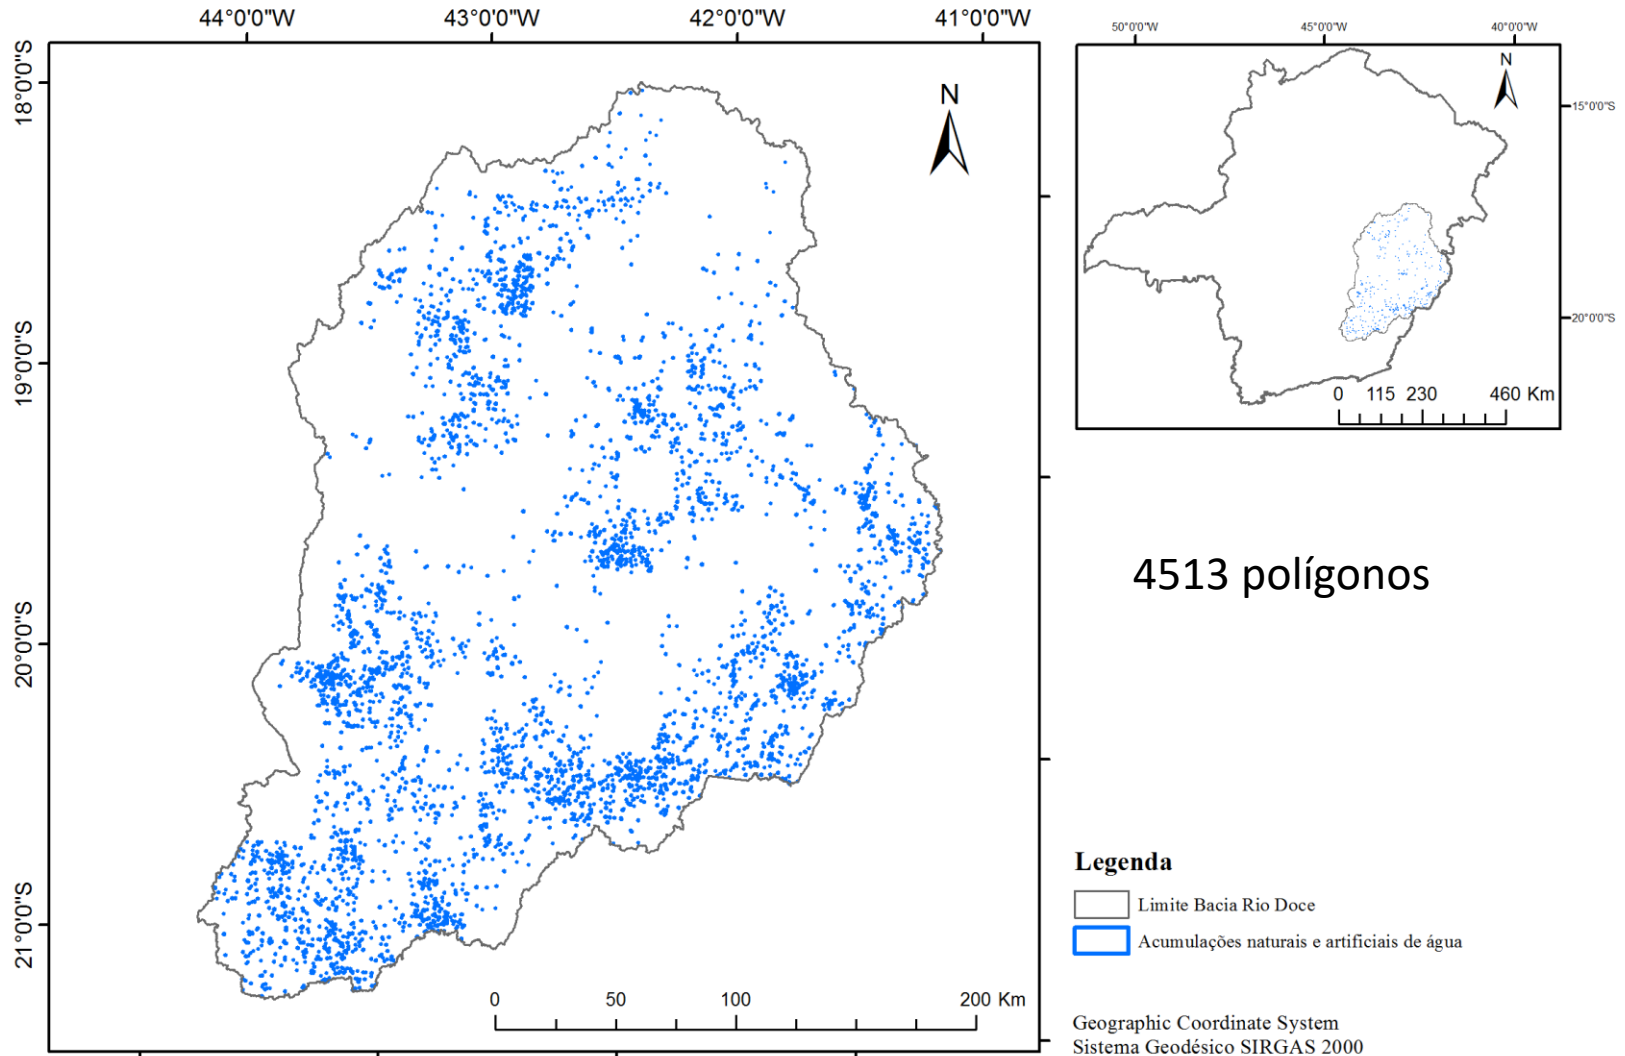 44°0'0"W 43°0'0"W 42°0'0"W 41°0'0"W
18°0'0"S
19°0'0"S
20°0'0"S
21°0'0"S
N
0 50 100 200 Km
50°0'0"W 45°0'0"W 40°0'0"W
N
15°0'0"S
20°0'0"S
0 115 230 460 Km
4513 polígonos
Legenda
Limite Bacia Rio Doce
Acumulações naturais e artificiais de água
Geographic Coordinate System
Sistema Geodésico SIRGAS 2000